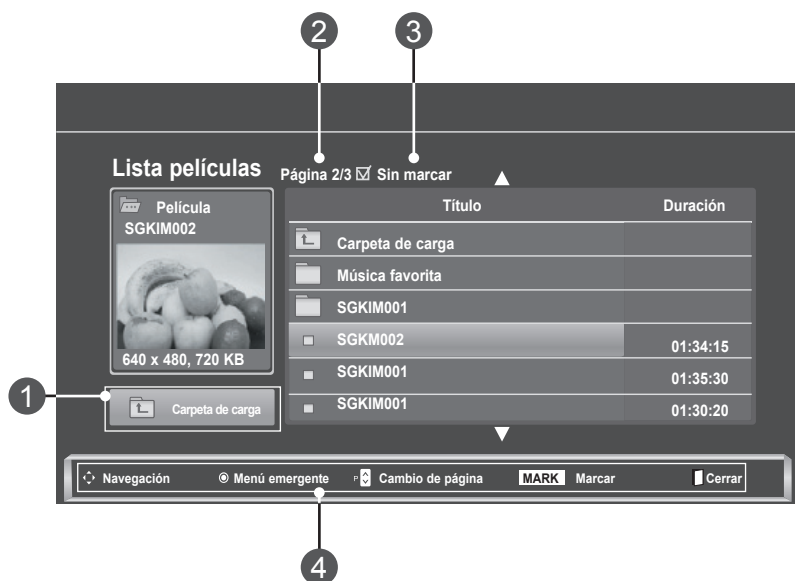 2 3
Lista películas
Página 2/3 Sin marcar
Película
SGKIM002
640 x 480, 720 KB
1
Carpeta de carga
Título Duración
Carpeta de carga
Música favorita
SGKIM001
SGKM002 01:34:15
SGKIM001 01:35:30
SGKIM001 01:30:20
Navegación Menú emergente P Cambio de página MARK Marcar Cerrar
4